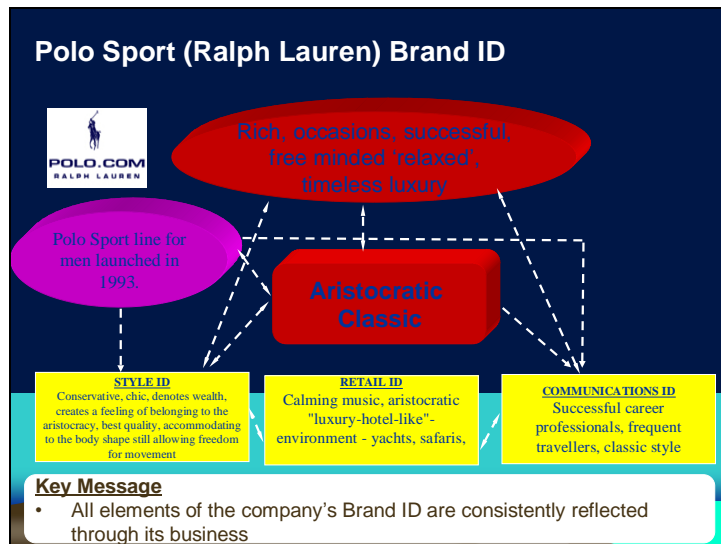 Polo Sport (Ralph Lauren) Brand ID
POLO.COM
RALPH LAUREN
Rich, occasions, successful,
free minded 'relaxed',
timeless luxury
Polo Sport line for
men launched in
1993.
Aristocratic
Classic
STYLE ID
Conservative, chic, denotes wealth,
creates a feeling of belonging to the
aristocracy, best quality, accommodating
to the body shape still allowing freedom
for movement
RETAIL ID
Calming music, aristocratic
"luxury-hotel-like"-
environment - yachts, safaris,
COMMUNICATIONS ID
Successful career
professionals, frequent
travellers, classic style
Key Message
• All elements of the company's Brand ID are consistently reflected
through its business